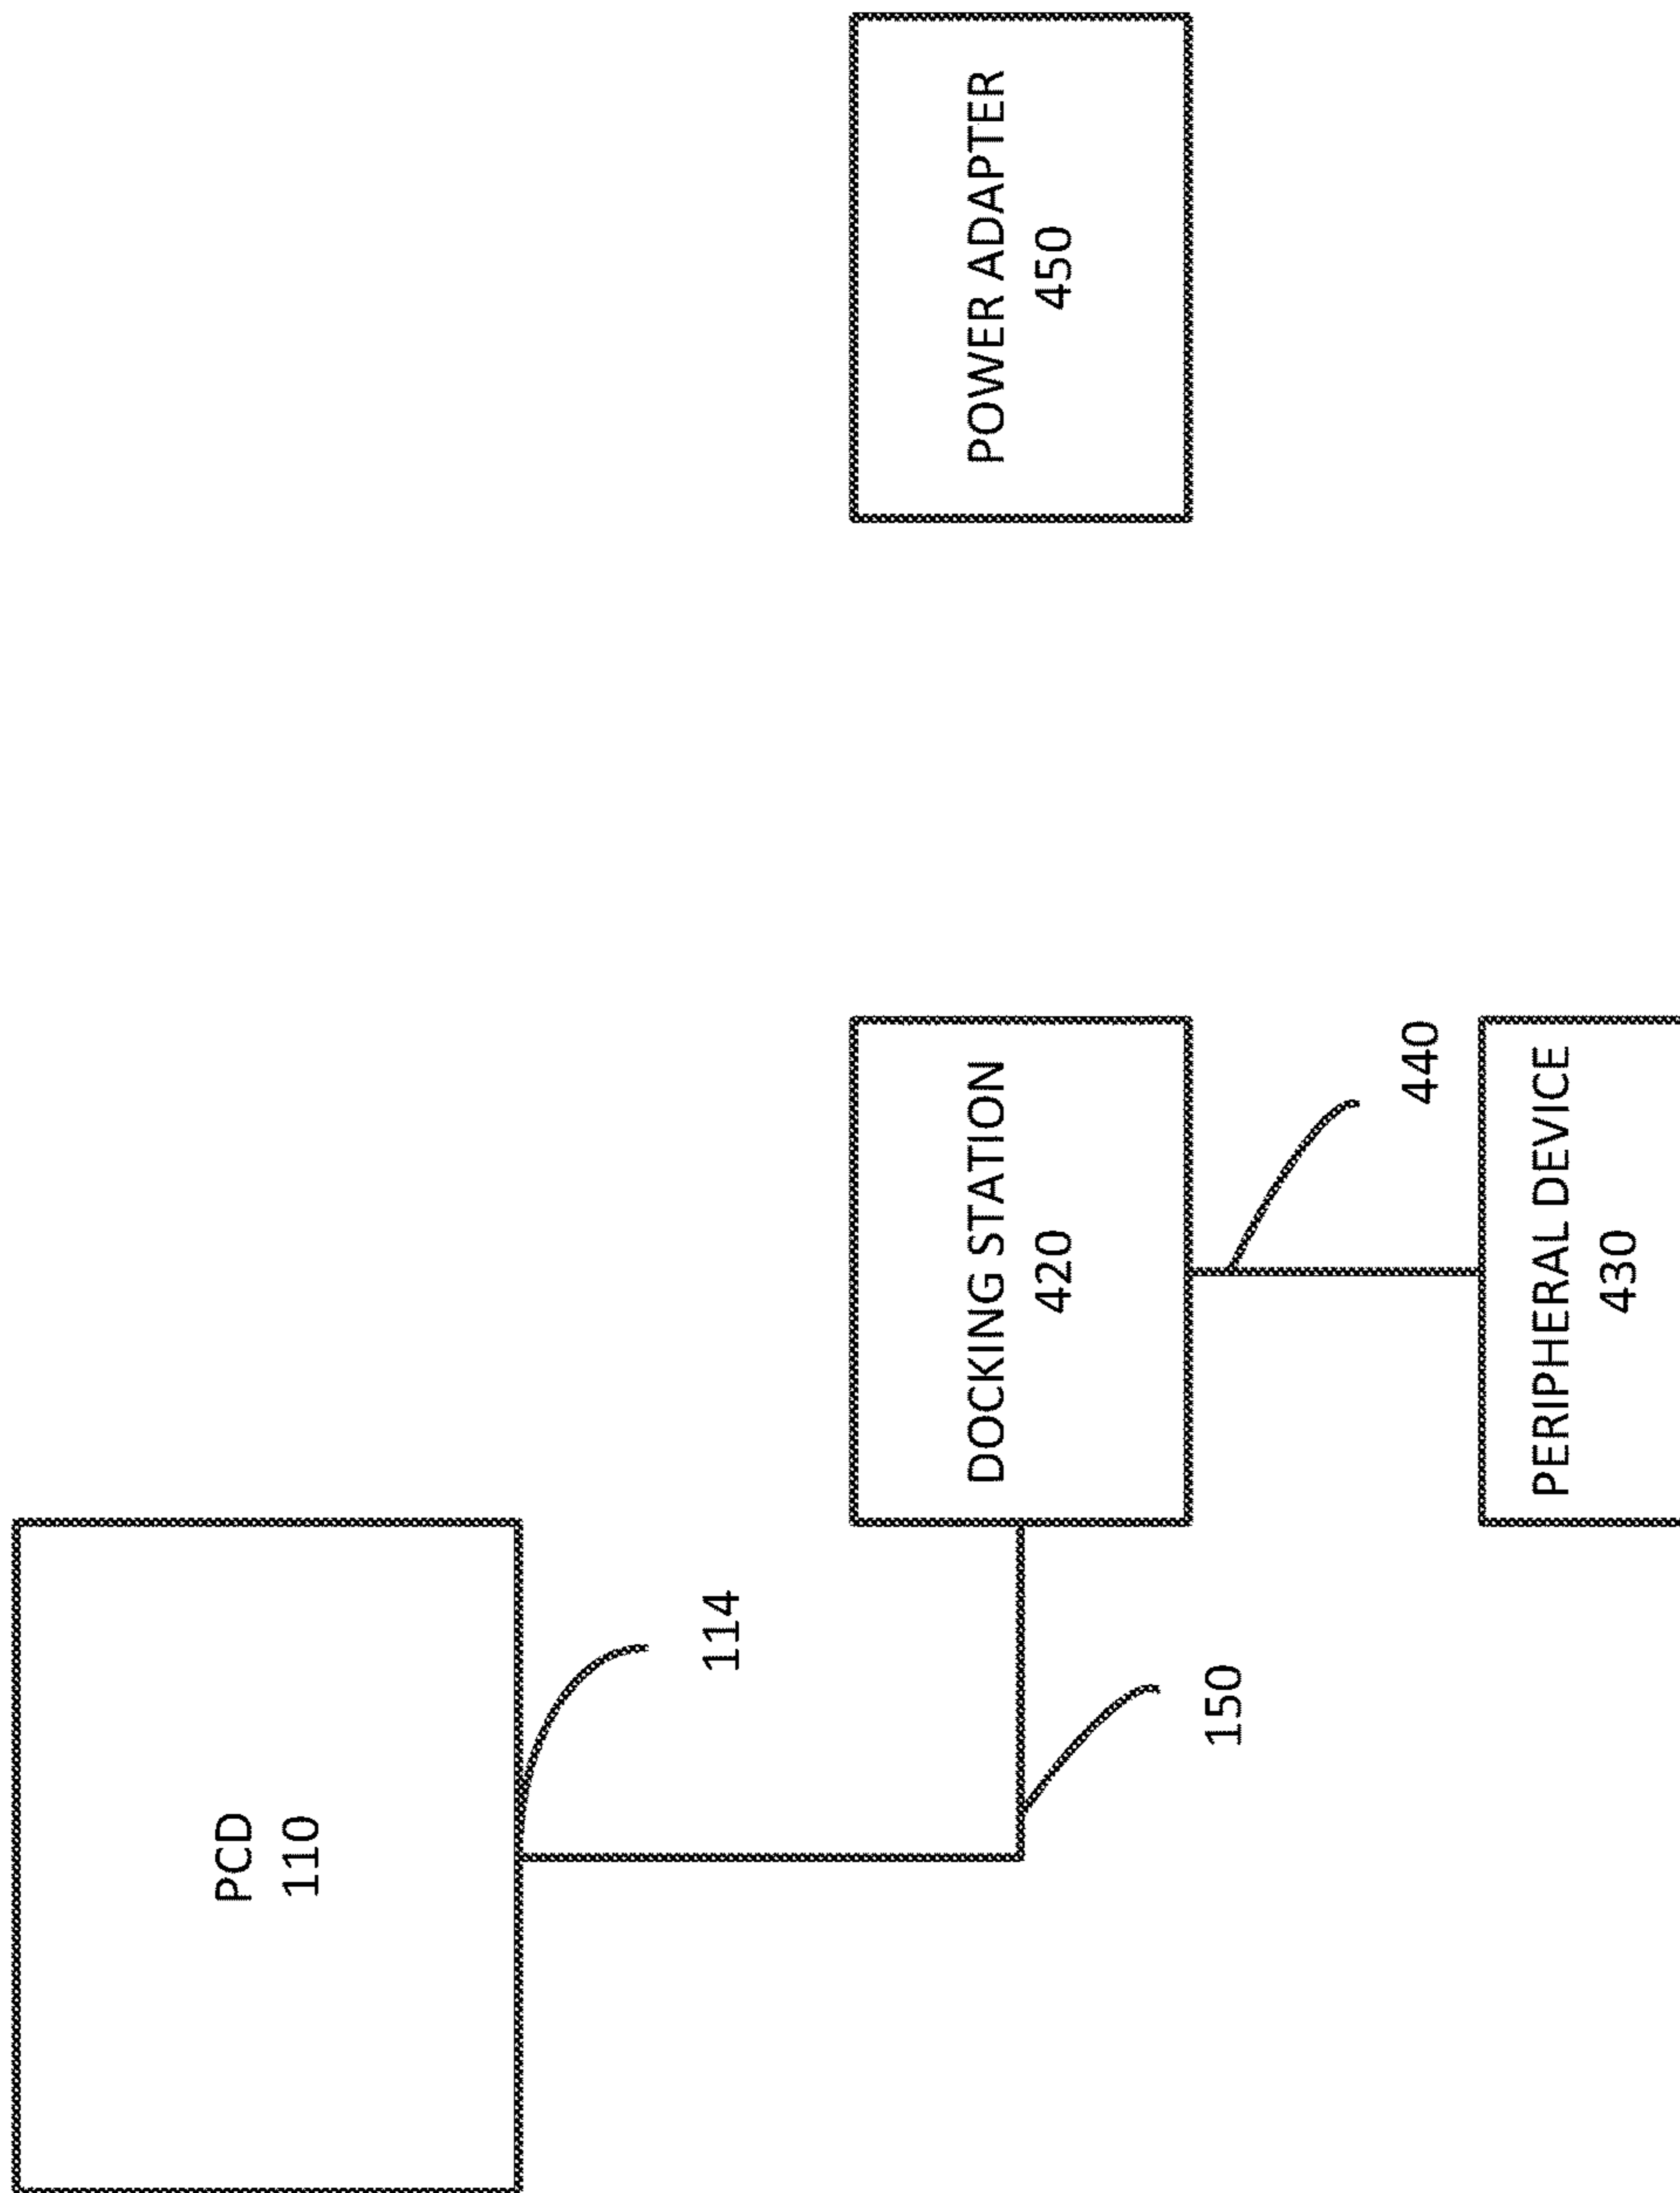 PCD
110
114
150
DOCKING STATION
420
POWER ADAPTER
450
440
PERIPHERAL DEVICE
430